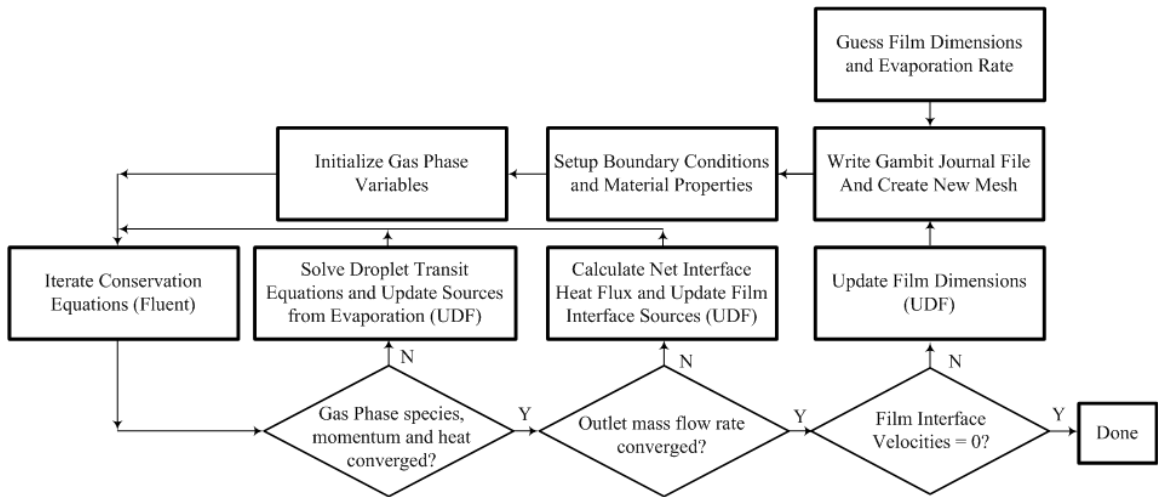 Guess Film Dimensions
and Evaporation Rate
Initialize Gas Phase
Variables
Setup Boundary Conditions
and Material Properties
Write Gambit Journal File
And Create New Mesh
Iterate Conservation
Equations (Fluent)
Solve Droplet Transit
Equations and Update Sources
from Evaporation (UDF)
Calculate Net Interface
Heat Flux and Update Film
Interface Sources (UDF)
Update Film Dimensions
(UDF)
N
N
N
Gas Phase species,
momentum and heat
converged?
Y
Outlet mass flow rate
converged?
Y
Film Interface
Velocities = 0?
Y
Done